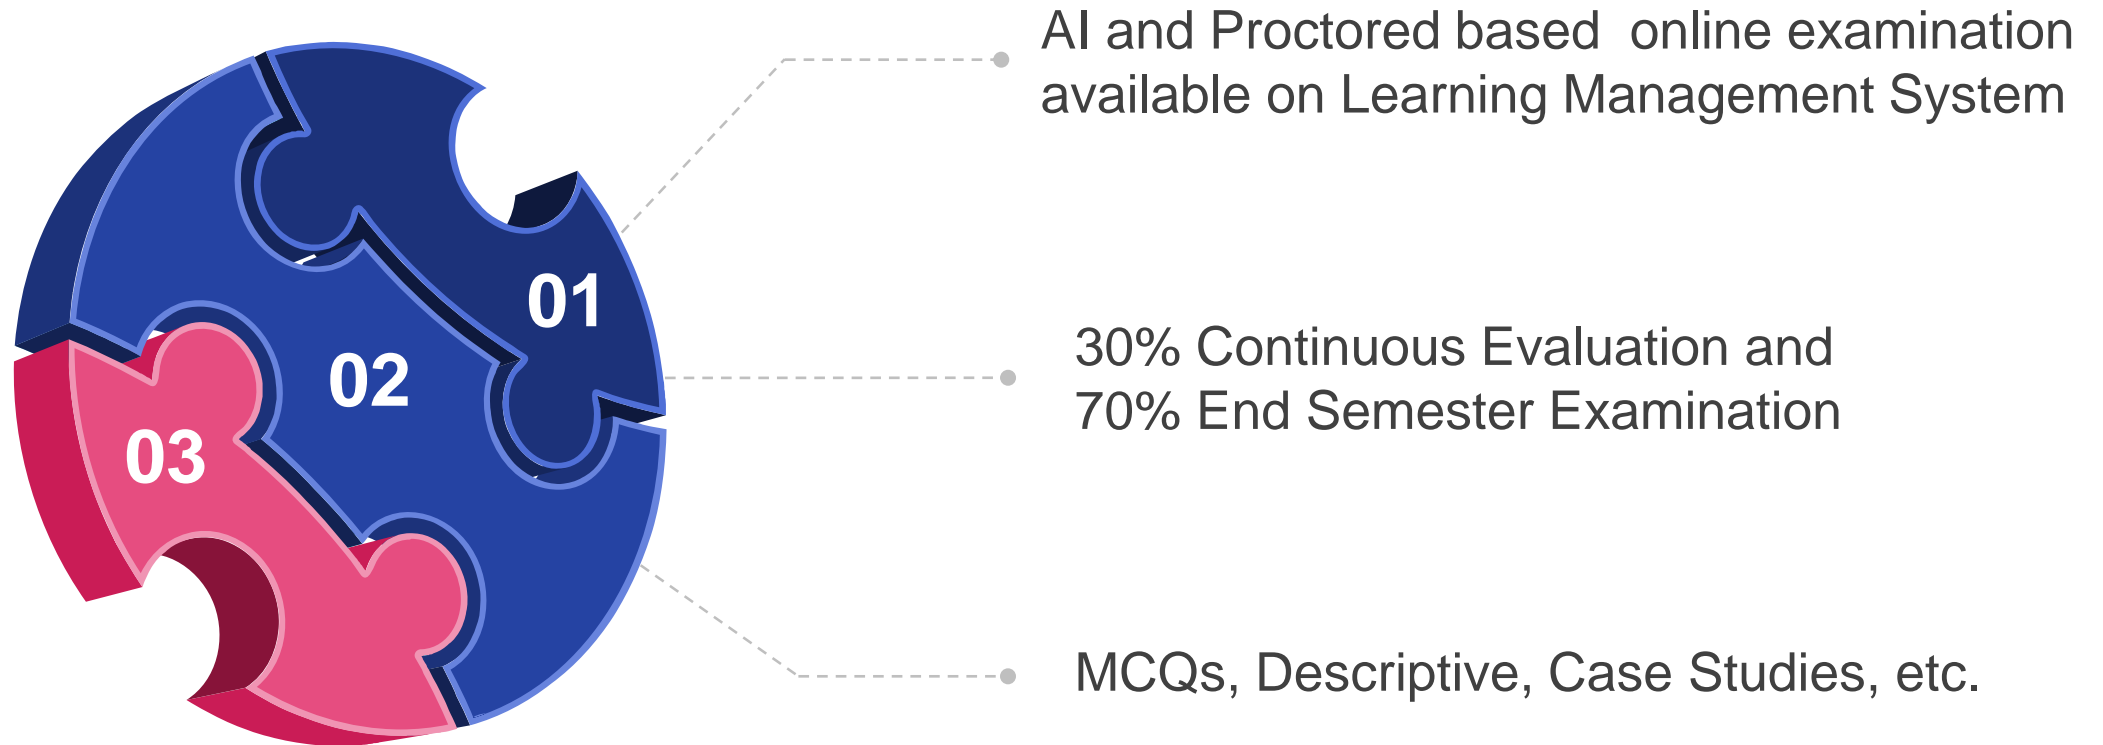 AI and Proctored based  online examination
available on Learning Management System
01
30% Continuous Evaluation and
70% End Semester Examination
02
03
MCQs, Descriptive, Case Studies, etc.